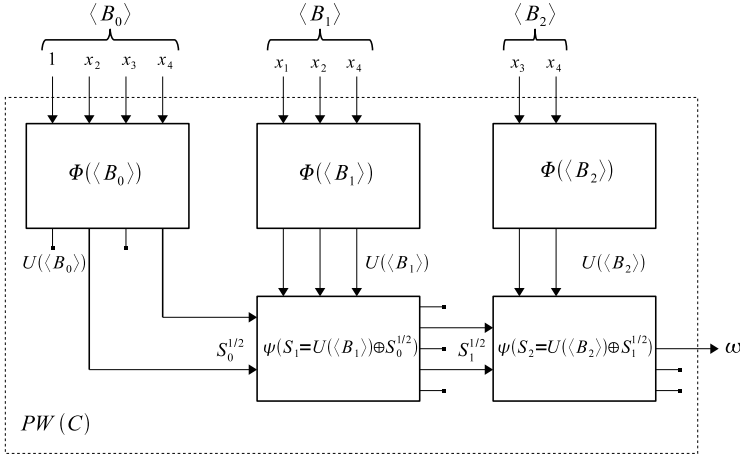 ⟨B₀⟩ ⟨B₁⟩ ⟨B₂⟩
1 x₂ x₃ x₄ x₁ x₂ x₄ x₃ x₄
Φ(⟨B₀⟩) Φ(⟨B₁⟩) Φ(⟨B₂⟩)
U(⟨B₀⟩) U(⟨B₁⟩) U(⟨B₂⟩)
S₀^{1/2} ψ(S₁=U(⟨B₁⟩)⊕S₀^{1/2}) S₁^{1/2} ψ(S₂=U(⟨B₂⟩)⊕S₁^{1/2}) ω
PW(C)